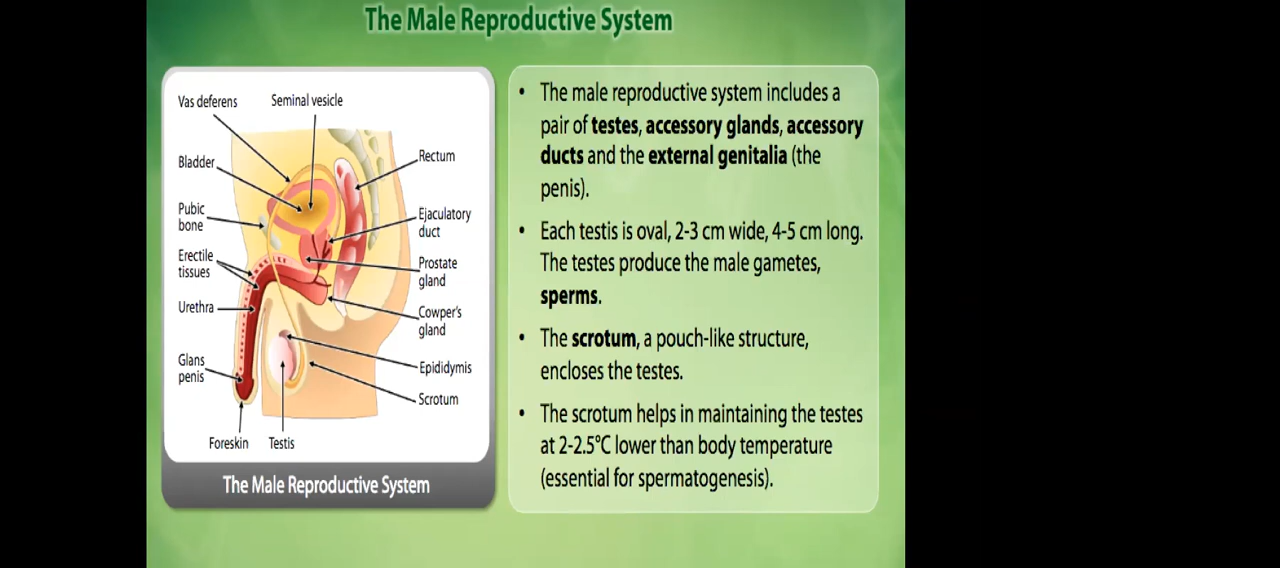 The Male Reproductive System
Vas deferens
Seminal vesicle
Bladder
Rectum
Pubic
bone
Ejaculatory
duct
Erectile
tissues
Prostate
gland
Urethra
Cowper's
gland
Glans
penis
Epididymis
Scrotum
Foreskin
Testis
The Male Reproductive System
• The male reproductive system includes a
pair of testes, accessory glands, accessory
ducts and the external genitalia (the
penis).
• Each testis is oval, 2-3 cm wide, 4-5 cm long.
The testes produce the male gametes,
sperms.
• The scrotum, a pouch-like structure,
encloses the testes.
• The scrotum helps in maintaining the testes
at 2-2.5°C lower than body temperature
(essential for spermatogenesis).